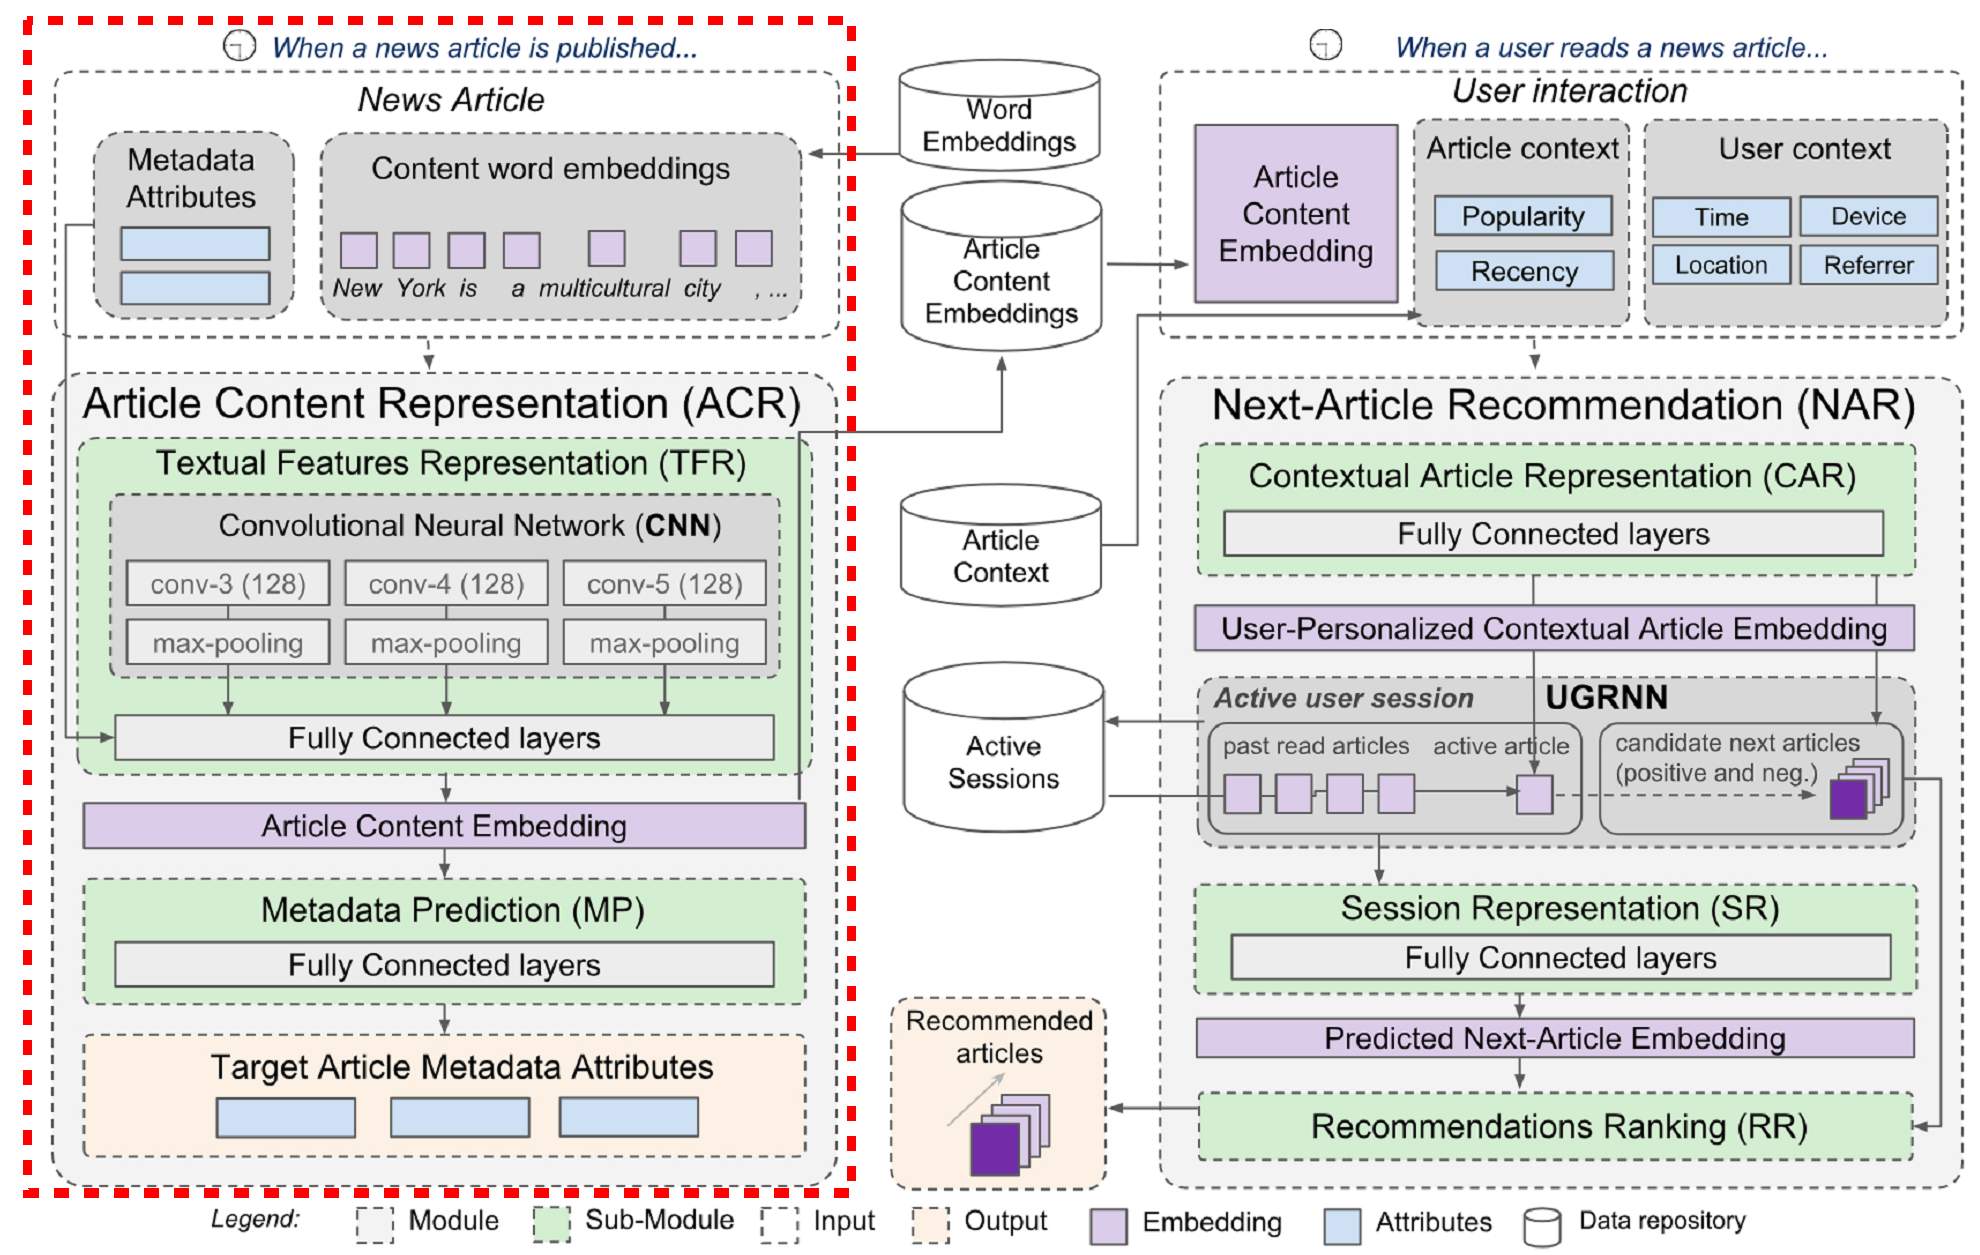 When a news article is published...
News Article
Metadata
Attributes
Content word embeddings
New York is a multicultural city , ...
Article Content Representation (ACR)
Textual Features Representation (TFR)
Convolutional Neural Network (CNN)
conv-3 (128) conv-4 (128) conv-5 (128)
max-pooling max-pooling max-pooling
Fully Connected layers
Article Content Embedding
Metadata Prediction (MP)
Fully Connected layers
Target Article Metadata Attributes
Word
Embeddings
Article
Content
Embeddings
Article
Context
Active
Sessions
Recommended
articles
When a user reads a news article...
User interaction
Article
Content
Embedding
Article context
Popularity
Recency
User context
Time Device
Location Referrer
Next-Article Recommendation (NAR)
Contextual Article Representation (CAR)
Fully Connected layers
User-Personalized Contextual Article Embedding
Active user session UGRNN
past read articles active article
candidate next articles
(positive and neg.)
Session Representation (SR)
Fully Connected layers
Predicted Next-Article Embedding
Recommendations Ranking (RR)
Legend: Module Sub-Module Input Output Embedding Attributes Data repository